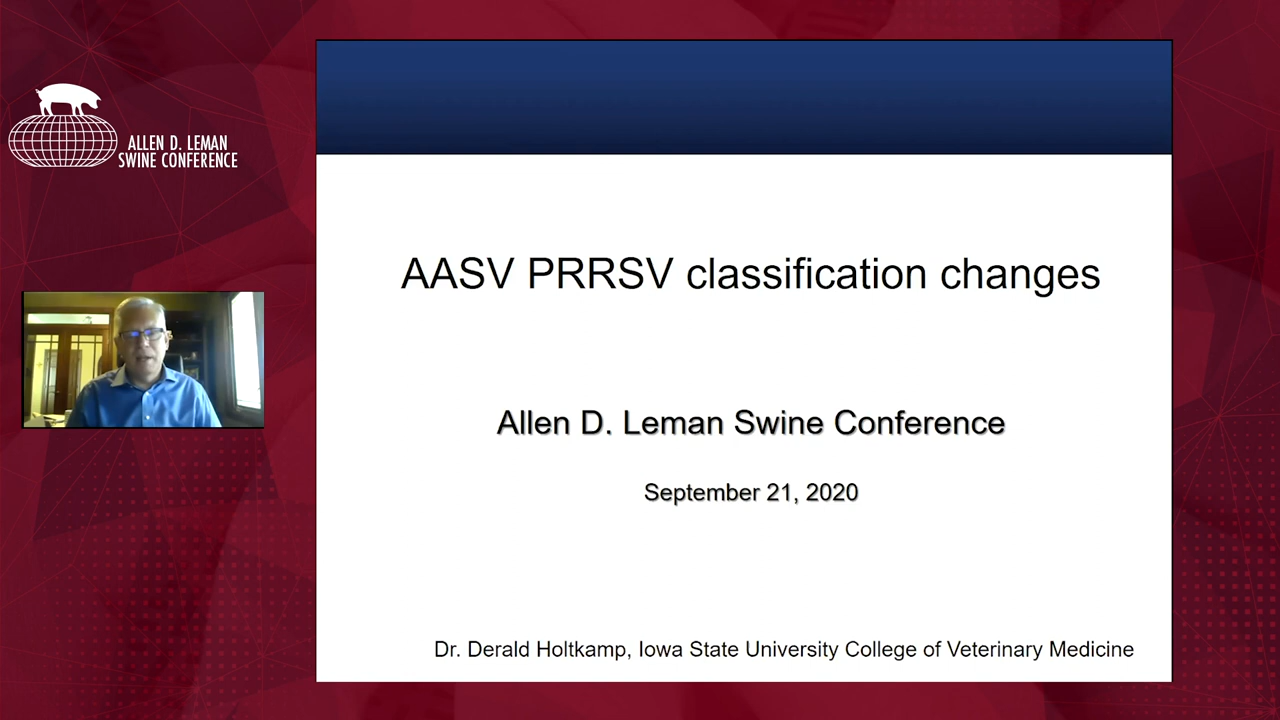 ALLEN D. LEMAN
SWINE CONFERENCE
AASV PRRSV classification changes
Allen D. Leman Swine Conference
September 21, 2020
Dr. Derald Holtkamp, Iowa State University College of Veterinary Medicine